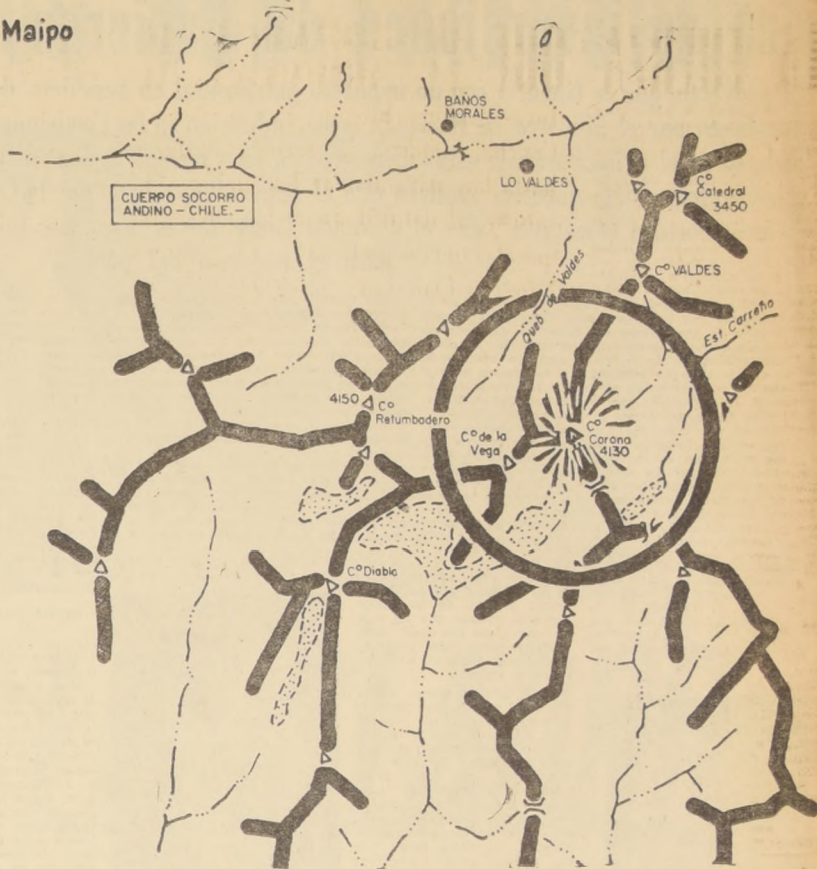 Maipo
BAÑOS
MORALES
LO VALDES
CUERPO SOCORRO
ANDINO – CHILE.–
Cº
Catedral
3450
Cº VALDES
Queb de Valdes
Est Carreño
4150
Cº
Retumbadero
Cº de la
Vega
Cº
Corona
4130
Cº Diablo